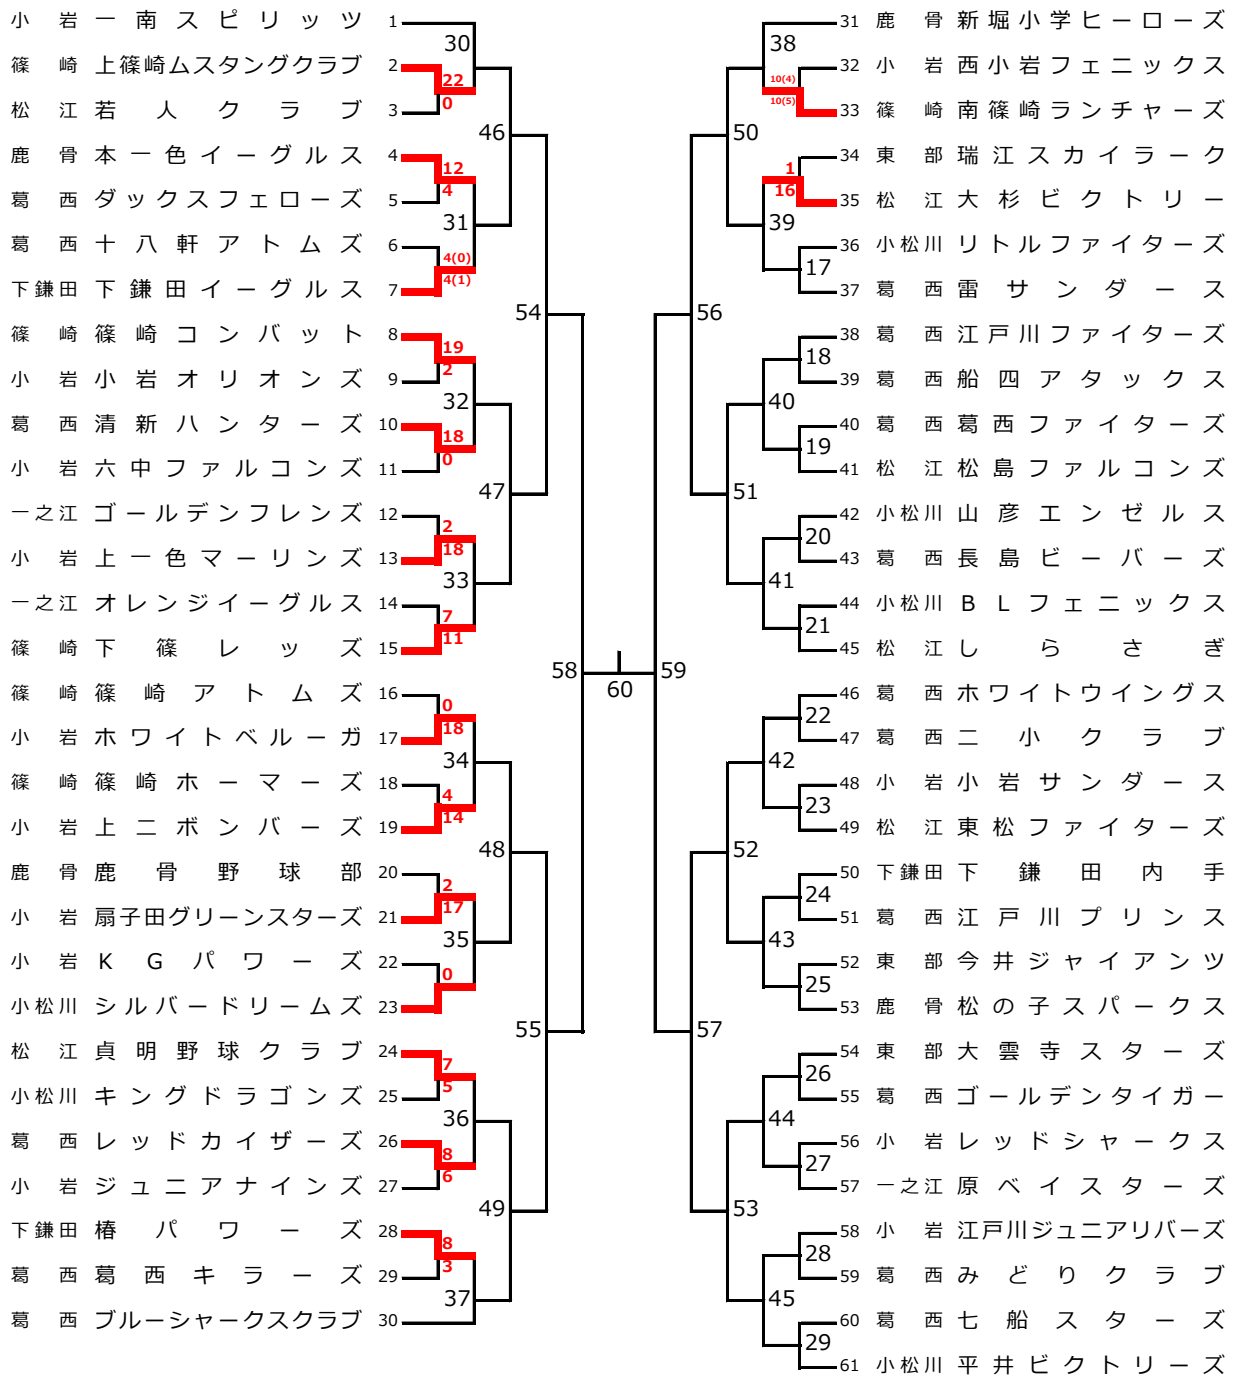 小岩 一南スピリッツ 1
30
篠崎 上篠崎ムスタングクラブ 2
22
0
松江 若人クラブ 3
46
鹿骨 本一色イーグルス 4
12
4
葛西 ダックスフェローズ 5
31
葛西 十八軒アトムズ 6
4(0)
4(1)
下鎌田 下鎌田イーグルス 7
54
篠崎 篠崎コンバット 8
19
2
小岩 小岩オリオンズ 9
32
葛西 清新ハンターズ 10
18
0
小岩 六中ファルコンズ 11
47
一之江 ゴールデンフレンズ 12
2
18
小岩 上一色マーリンズ 13
33
一之江 オレンジイーグルス 14
7
11
篠崎 下篠レッズ 15
58
篠崎 篠崎アトムズ 16
0
18
小岩 ホワイトベルーガ 17
34
篠崎 篠崎ホーマーズ 18
4
14
小岩 上ニボンバーズ 19
48
鹿骨 鹿骨野球部 20
2
17
小岩 扇子田グリーンスターズ 21
35
小岩 KGパワーズ 22
0
小松川 シルバードリームズ 23
55
松江 貞明野球クラブ 24
7
5
小松川 キングドラゴンズ 25
36
葛西 レッドカイザーズ 26
8
6
小岩 ジュニアナインズ 27
49
下鎌田 椿パワーズ 28
8
3
葛西 葛西キラーズ 29
37
葛西 ブルーシャークスクラブ 30
60
31 鹿骨 新堀小学ヒーローズ
38
32 小岩 西小岩フェニックス
10(4)
10(5)
33 篠崎 南篠崎ランチャーズ
50
34 東部 瑞江スカイラーク
1
16
35 松江 大杉ビクトリー
39
36 小松川 リトルファイターズ
17
37 葛西 雷サンダース
56
38 葛西 江戸川ファイターズ
18
39 葛西 船四アタックス
40
40 葛西 葛西ファイターズ
19
41 松江 松島ファルコンズ
51
42 小松川 山彦エンゼルス
20
43 葛西 長島ビーバーズ
41
44 小松川 BLフェニックス
21
45 松江 しらさぎ
59
46 葛西 ホワイトウイングス
22
47 葛西 二小クラブ
42
48 小岩 小岩サンダース
23
49 松江 東松ファイターズ
52
50 下鎌田 下鎌田内手
24
51 葛西 江戸川プリンス
43
52 東部 今井ジャイアンツ
25
53 鹿骨 松の子スパークス
57
54 東部 大雲寺スターズ
26
55 葛西 ゴールデンタイガー
44
56 小岩 レッドシャークス
27
57 一之江 原ベイスターズ
53
58 小岩 江戸川ジュニアリバーズ
28
59 葛西 みどりクラブ
45
60 葛西 七船スターズ
29
61 小松川 平井ビクトリーズ